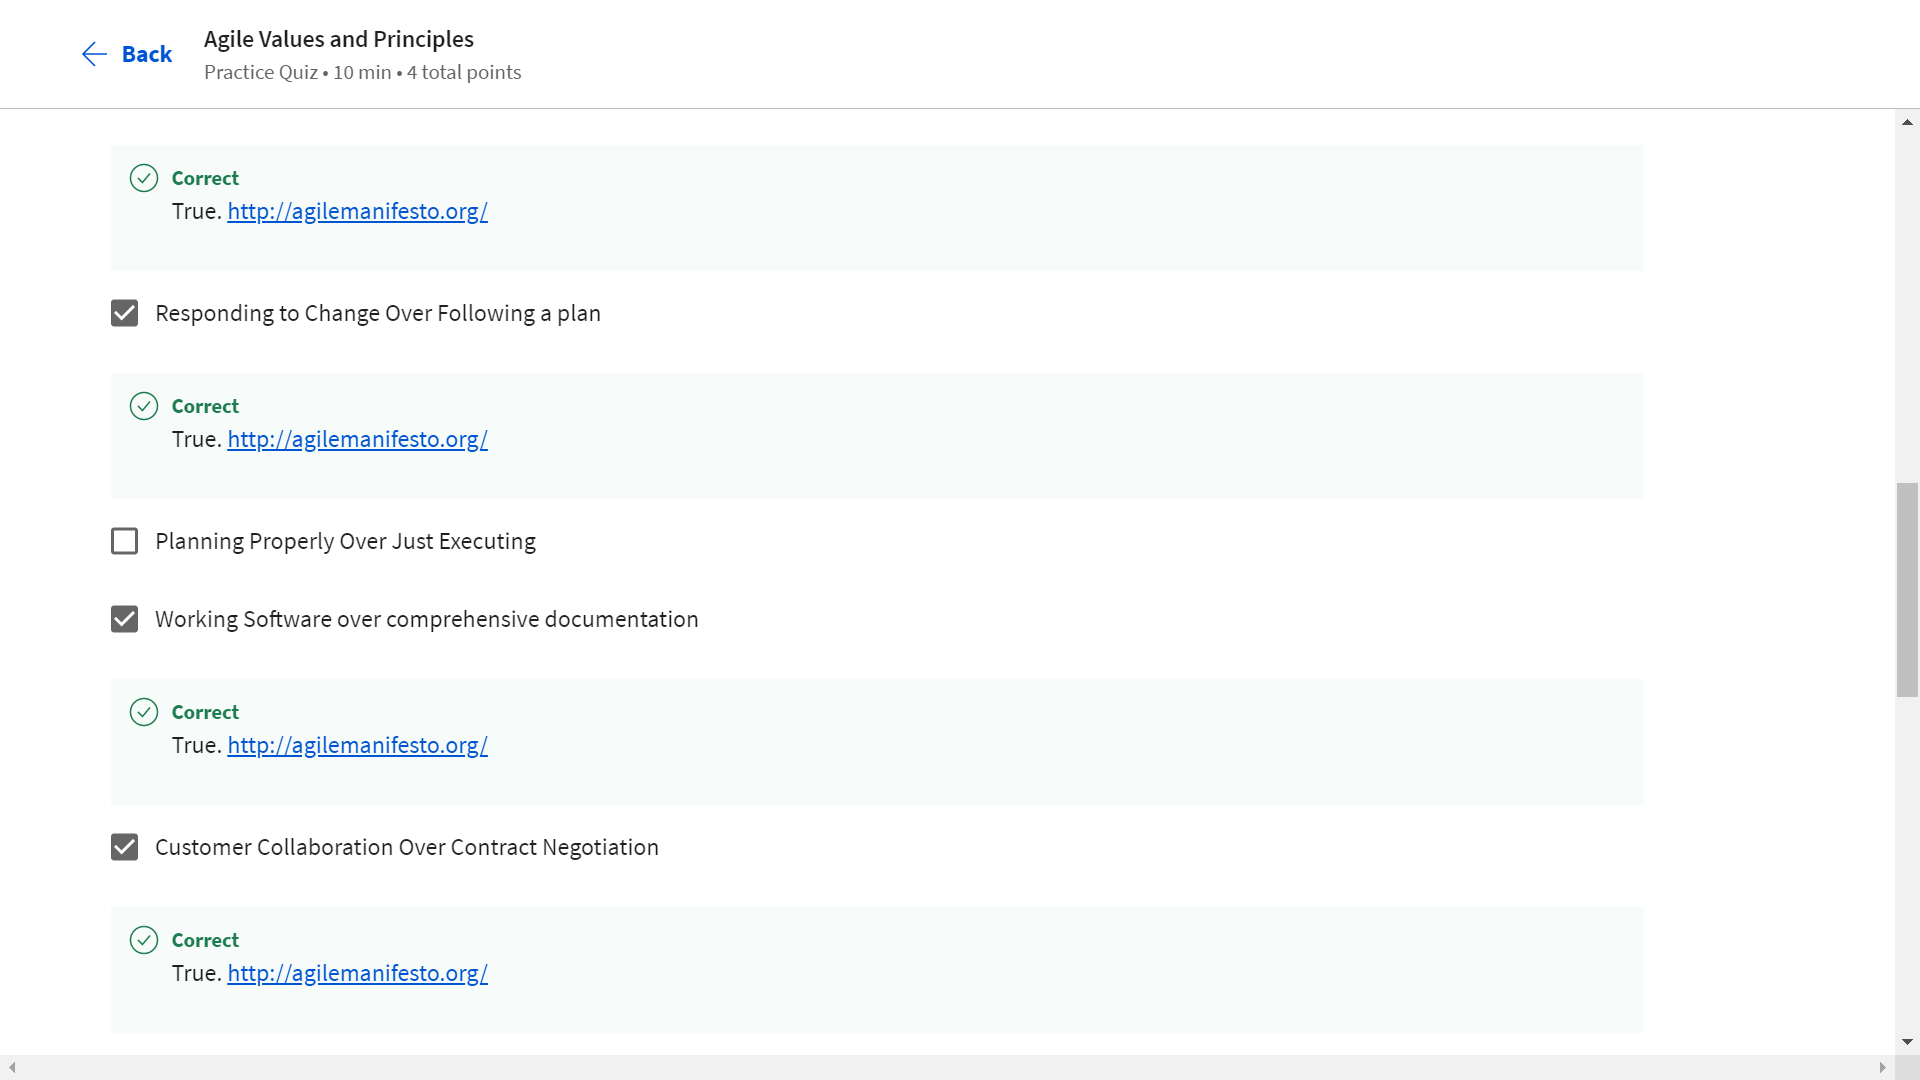 Back
Agile Values and Principles
Practice Quiz • 10 min • 4 total points
Correct
True. http://agilemanifesto.org/
Responding to Change Over Following a plan
Correct
True. http://agilemanifesto.org/
Planning Properly Over Just Executing
Working Software over comprehensive documentation
Correct
True. http://agilemanifesto.org/
Customer Collaboration Over Contract Negotiation
Correct
True. http://agilemanifesto.org/